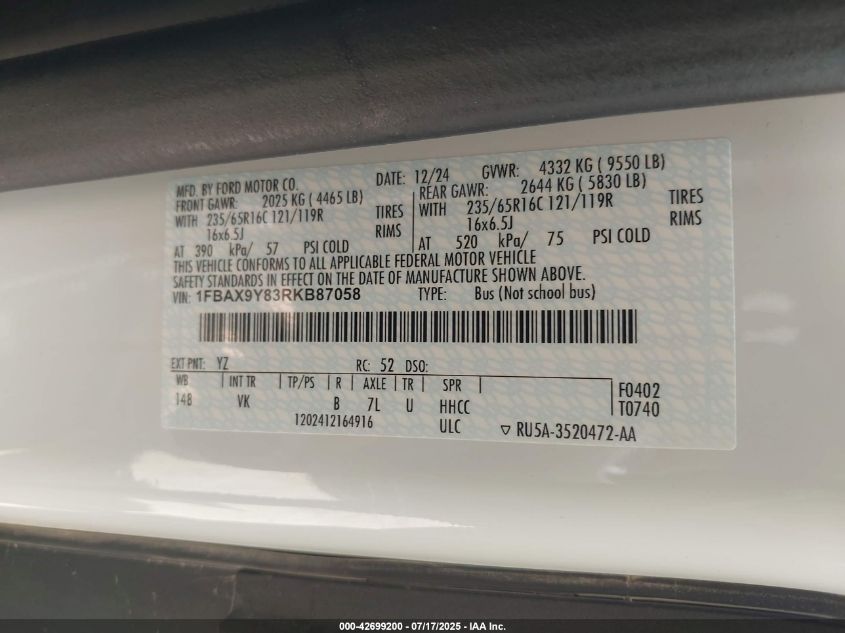 MFD. BY FORD MOTOR CO. DATE: 12/24 GVWR: 4332 KG ( 9550 LB)
FRONT GAWR: 2025 KG ( 4465 LB) REAR GAWR: 2644 KG ( 5830 LB)
WITH 235/65R16C 121/119R TIRES WITH 235/65R16C 121/119R TIRES
16x6.5J RIMS 16x6.5J RIMS
AT 390 kPa/ 57 PSI COLD AT 520 kPa/ 75 PSI COLD
THIS VEHICLE CONFORMS TO ALL APPLICABLE FEDERAL MOTOR VEHICLE
SAFETY STANDARDS IN EFFECT ON THE DATE OF MANUFACTURE SHOWN ABOVE.
VIN: 1FBAX9Y83RKB87058 TYPE: Bus (Not school bus)
EXT PNT: YZ RC: 52 DSO:
WB INT TR TP/PS R AXLE TR SPR F0402
148 VK B 7L U HHCC T0740
1202412164916 ULC ▽ RU5A-3520472-AA
000-42699200 - 07/17/2025 - IAA Inc.